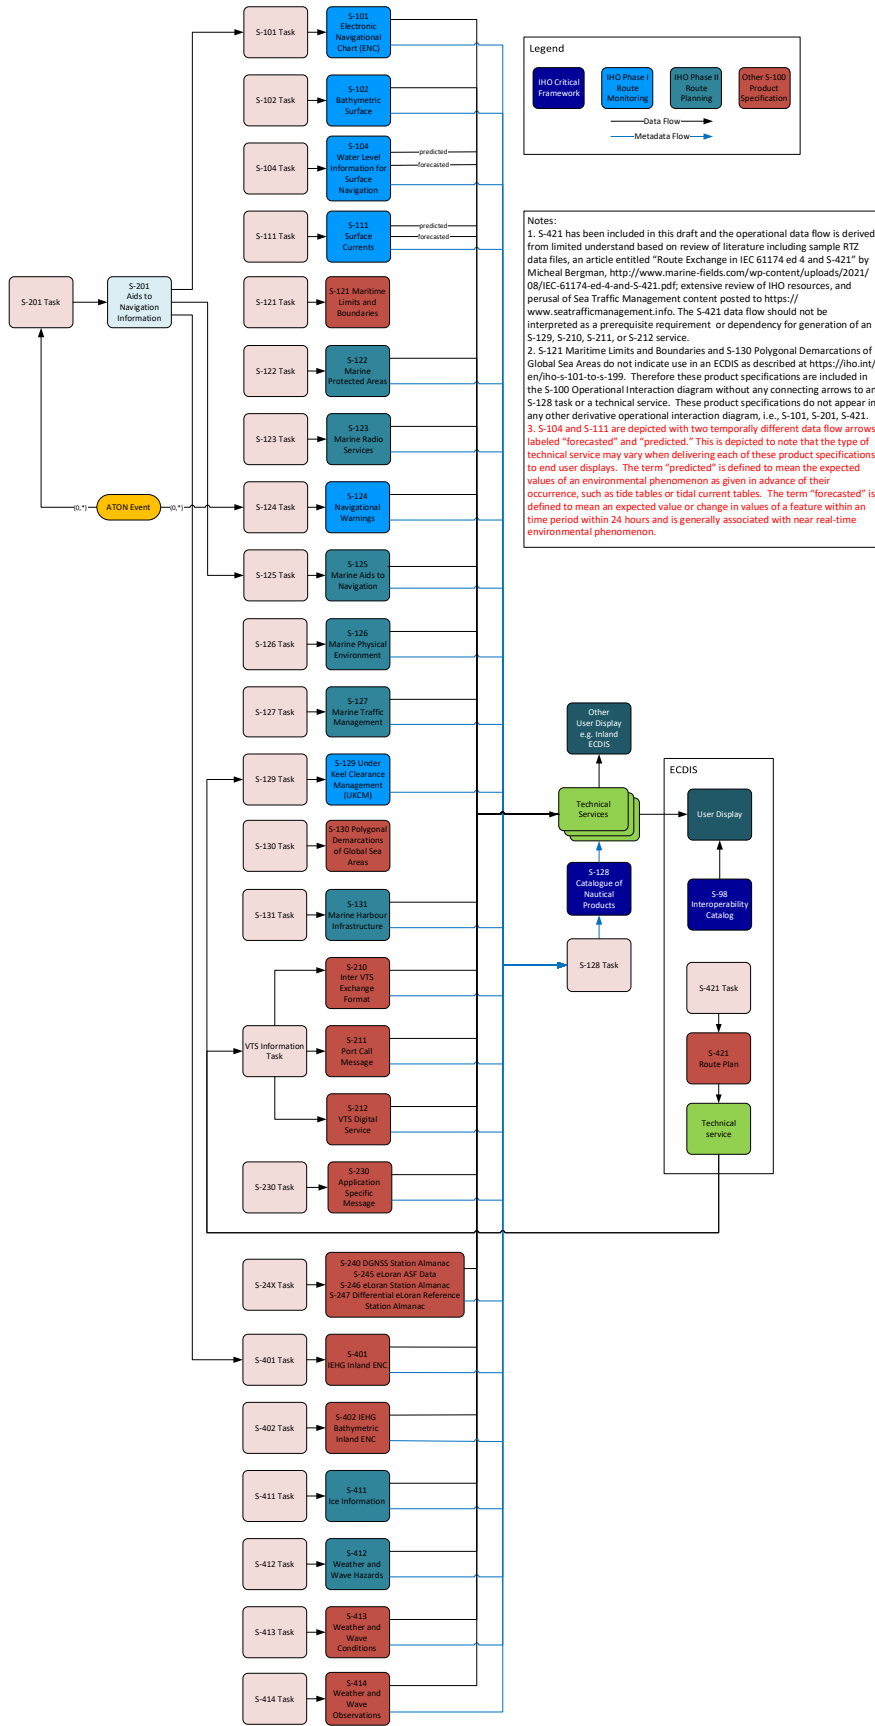 S-101 Task
S-101
Electronic
Navigational
Chart (ENC)
Legend
IHO Critical
Framework
IHO Phase I
Route
Monitoring
IHO Phase II
Route
Planning
Other S-100
Product
Specification
Data Flow
Metadata Flow
S-102 Task
S-102
Bathymetric
Surface
S-104 Task
S-104
Water Level
Information for
Surface
Navigation
predicted
forecasted
S-111 Task
S-111
Surface
Currents
predicted
forecasted
Notes:
1. S-421 has been included in this draft and the operational data flow is derived
from limited understand based on review of literature including sample RTZ
data files, an article entitled “Route Exchange in IEC 61174 ed 4 and S-421” by
Micheal Bergman, http://www.marine-fields.com/wp-content/uploads/2021/
08/IEC-61174-ed-4-and-S-421.pdf; extensive review of IHO resources, and
perusal of Sea Traffic Management content posted to https://
www.seatrafficmanagement.info. The S-421 data flow should not be
interpreted as a prerequisite requirement or dependency for generation of an
S-129, S-210, S-211, or S-212 service.
2. S-121 Maritime Limits and Boundaries and S-130 Polygonal Demarcations of
Global Sea Areas do not indicate use in an ECDIS as described at https://iho.int/
en/iho-s-101-to-s-199. Therefore these product specifications are included in
the S-100 Operational Interaction diagram without any connecting arrows to an
S-128 task or a technical service. These product specifications do not appear in
any other derivative operational interaction diagram, i.e., S-101, S-201, S-421.
3. S-104 and S-111 are depicted with two temporally different data flow arrows
labeled “forecasted” and “predicted.” This is depicted to note that the type of
technical service may vary when delivering each of these product specifications
to end user displays. The term “predicted” is defined to mean the expected
values of an environmental phenomenon as given in advance of their
occurrence, such as tide tables or tidal current tables. The term “forecasted” is
defined to mean an expected value or change in values of a feature within an
time period within 24 hours and is generally associated with near real-time
environmental phenomenon.
S-201 Task
S-201
Aids to
Navigation
Information
S-121 Task
S-121 Maritime
Limits and
Boundaries
S-122 Task
S-122
Marine
Protected Areas
S-123 Task
S-123
Marine Radio
Services
(0,*)
ATON Event
(0,*)
S-124 Task
S-124
Navigational
Warnings
S-125 Task
S-125
Marine Aids to
Navigation
S-126 Task
S-126
Marine Physical
Environment
S-127 Task
S-127
Marine Traffic
Management
Other
User Display
e.g. Inland
ECDIS
S-129 Task
S-129 Under
Keel Clearance
Management
(UKCM)
ECDIS
Technical
Services
User Display
S-130 Task
S-130 Polygonal
Demarcations
of Global Sea
Areas
S-128
Catalogue of
Nautical
Products
S-98
Interoperability
Catalog
S-131 Task
S-131
Marine Harbour
Infrastructure
S-128 Task
S-210
Inter VTS
Exchange
Format
S-421 Task
VTS Information
Task
S-211
Port Call
Message
S-421
Route Plan
S-212
VTS Digital
Service
Technical
service
S-230 Task
S-230
Application
Specific
Message
S-24X Task
S-240 DGNSS Station Almanac
S-245 eLoran ASF Data
S-246 eLoran Station Almanac
S-247 Differential eLoran Reference
Station Almanac
S-401 Task
S-401
IEHG Inland ENC
S-402 Task
S-402 IEHG
Bathymetric
Inland ENC
S-411 Task
S-411
Ice Information
S-412 Task
S-412
Weather and
Wave Hazards
S-413 Task
S-413
Weather and
Wave
Conditions
S-414 Task
S-414
Weather and
Wave
Observations